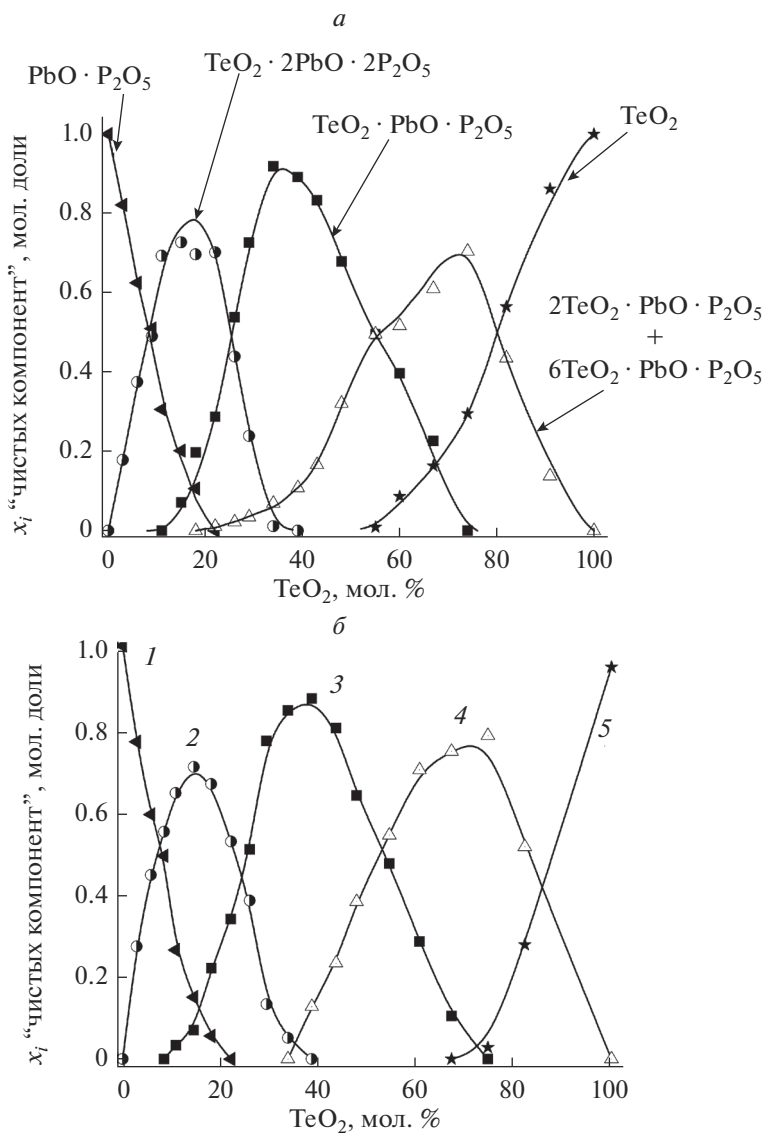 а
PbO · P₂O₅
TeO₂ · 2PbO · 2P₂O₅
TeO₂ · PbO · P₂O₅
TeO₂
2TeO₂ · PbO · P₂O₅
+
6TeO₂ · PbO · P₂O₅
xᵢ “чистых компонент”, мол. доли
1.0
0.8
0.6
0.4
0.2
0
0 20 40 60 80 100
TeO₂, мол. %
б
xᵢ “чистых компонент”, мол. доли
1.0
0.8
0.6
0.4
0.2
0
1
2
3
4
5
0 20 40 60 80 100
TeO₂, мол. %